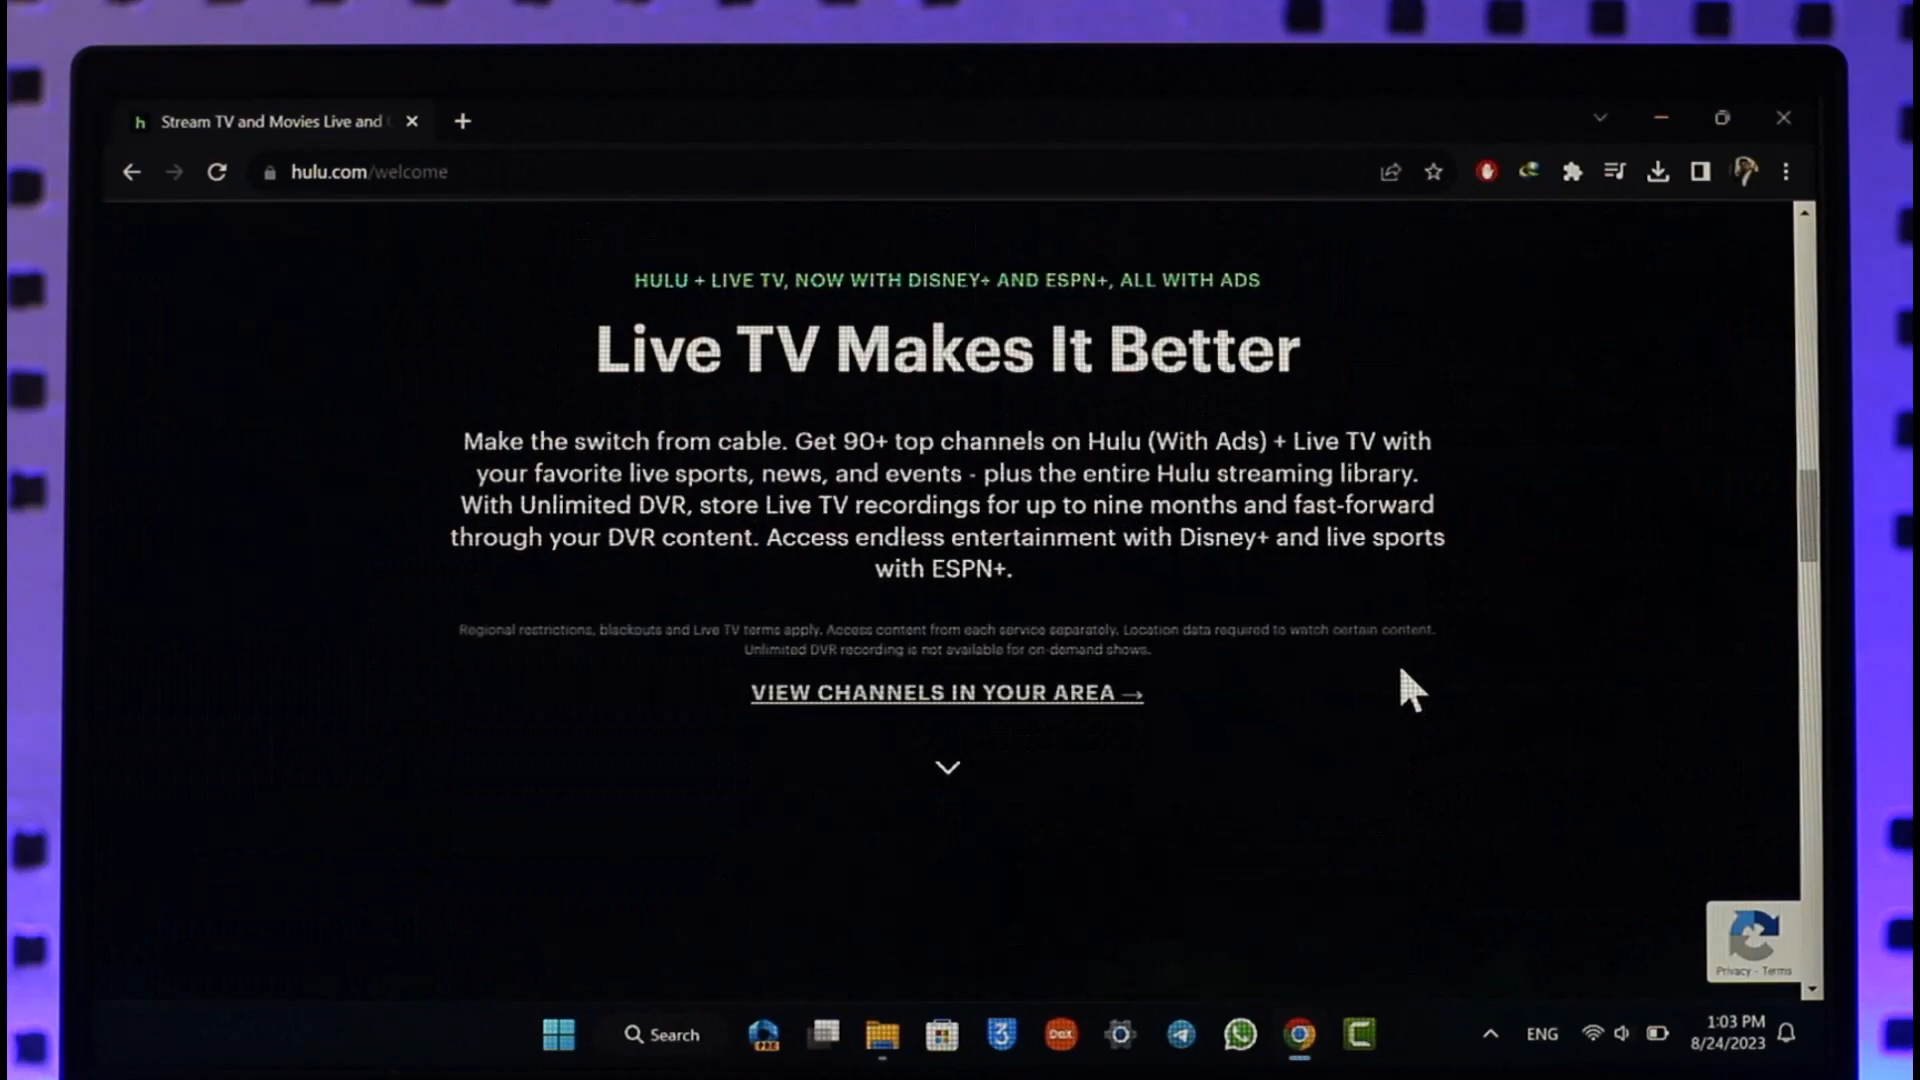 h Stream TV and Movies Live and
hulu.com/welcome
HULU + LIVE TV, NOW WITH DISNEY+ AND ESPN+, ALL WITH ADS
Live TV Makes It Better
Make the switch from cable. Get 90+ top channels on Hulu (With Ads) + Live TV with
your favorite live sports, news, and events - plus the entire Hulu streaming library.
With Unlimited DVR, store Live TV recordings for up to nine months and fast-forward
through your DVR content. Access endless entertainment with Disney+ and live sports
with ESPN+.
Regional restrictions, blackouts and Live TV terms apply. Access content from each service separately. Location data required to watch certain content.
Unlimited DVR recording is not available for on-demand shows.
VIEW CHANNELS IN YOUR AREA →
Privacy - Terms
Search
PRE
3
DeX
C
ENG
1:03 PM
8/24/2023